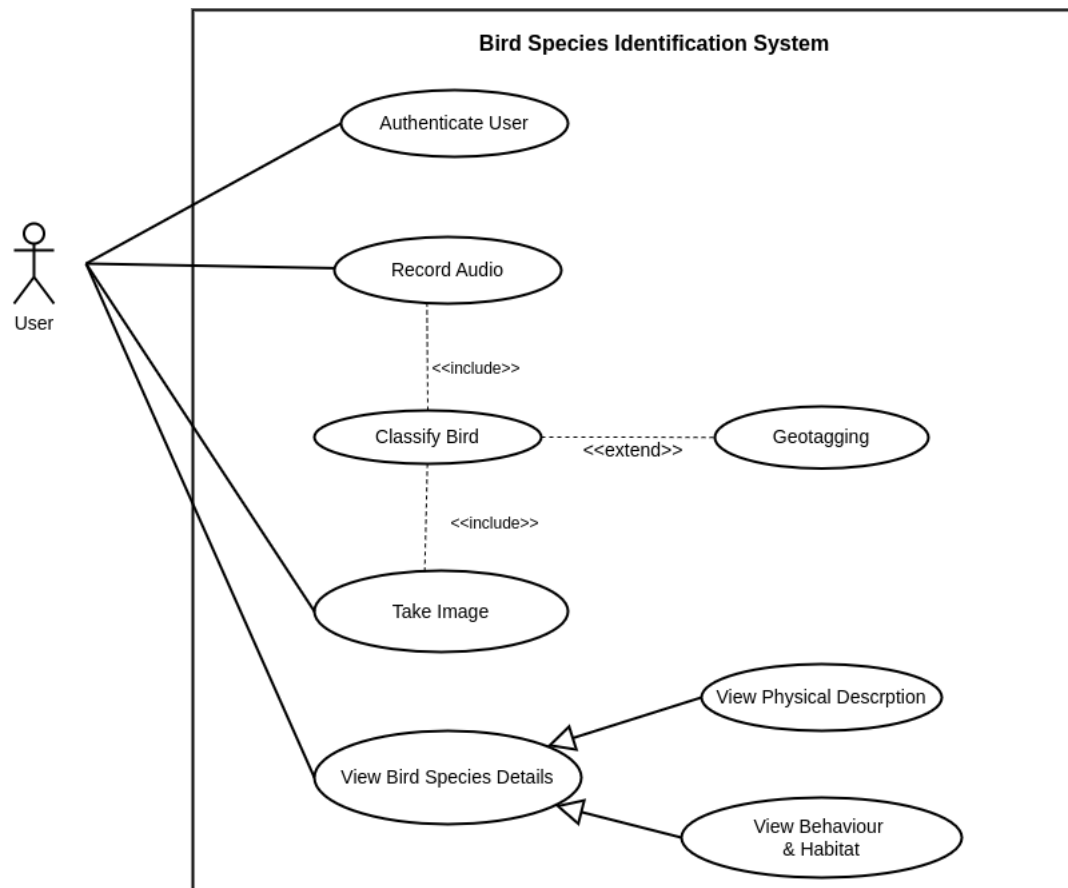 Bird Species Identification System
Authenticate User
Record Audio
User
<<include>>
Classify Bird
<<extend>>
Geotagging
<<include>>
Take Image
View Physical Descrption
View Bird Species Details
View Behaviour
& Habitat